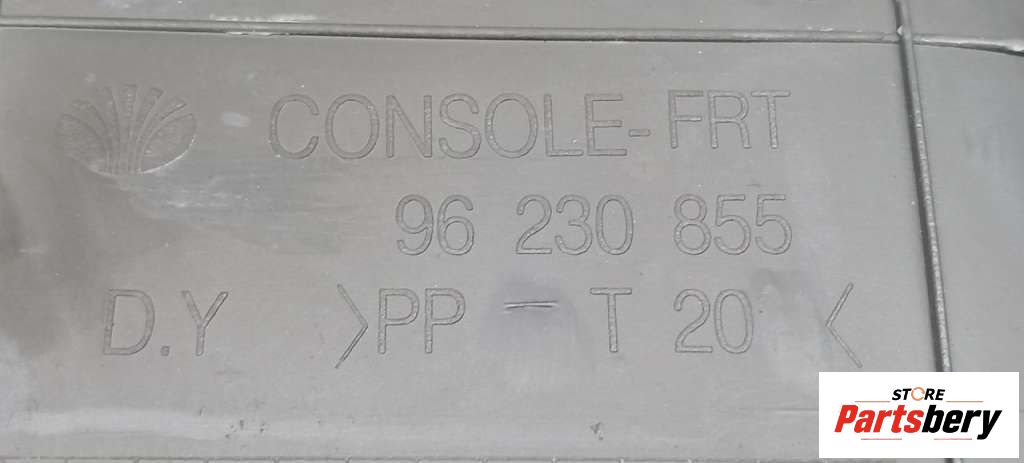 CONSOLE-FRT
96 230 855
D.Y >PP - T 20<
STORE
Partsbery